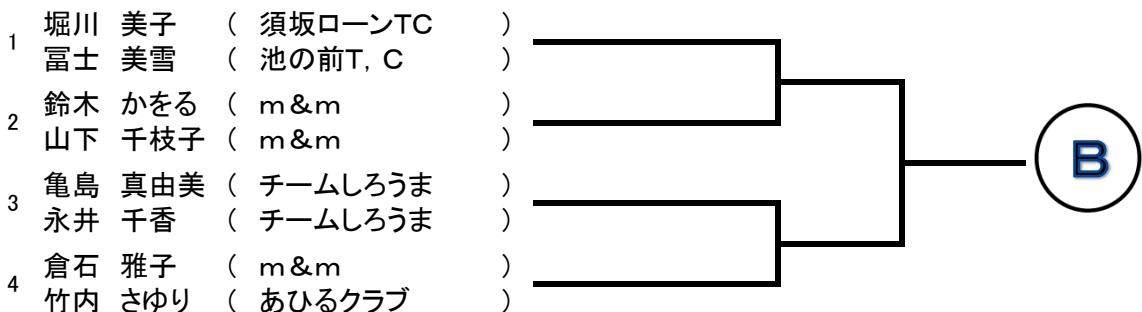 1
堀川 美子 ( 須坂ローンTC )
冨士 美雪 ( 池の前T,C )
2
鈴木 かをる ( m&m )
山下 千枝子 ( m&m )
3
亀島 真由美 ( チームしろうま )
永井 千香 ( チームしろうま )
4
倉石 雅子 ( m&m )
竹内 さゆり ( あひるクラブ )
B